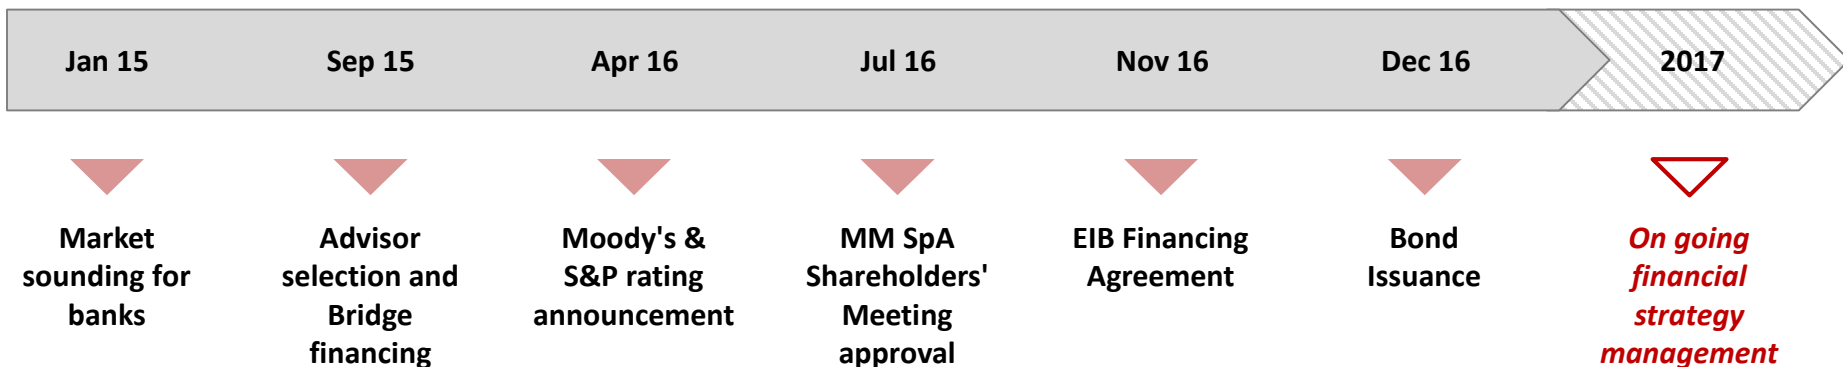 Jan 15
Sep 15
Apr 16
Jul 16
Nov 16
Dec 16
2017
Market
sounding for
banks
Advisor
selection and
Bridge
financing
Moody's &
S&P rating
announcement
MM SpA
Shareholders'
Meeting
approval
EIB Financing
Agreement
Bond
Issuance
On going
financial
strategy
management